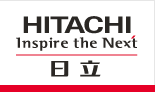 HITACHI
Inspire the Next
日立